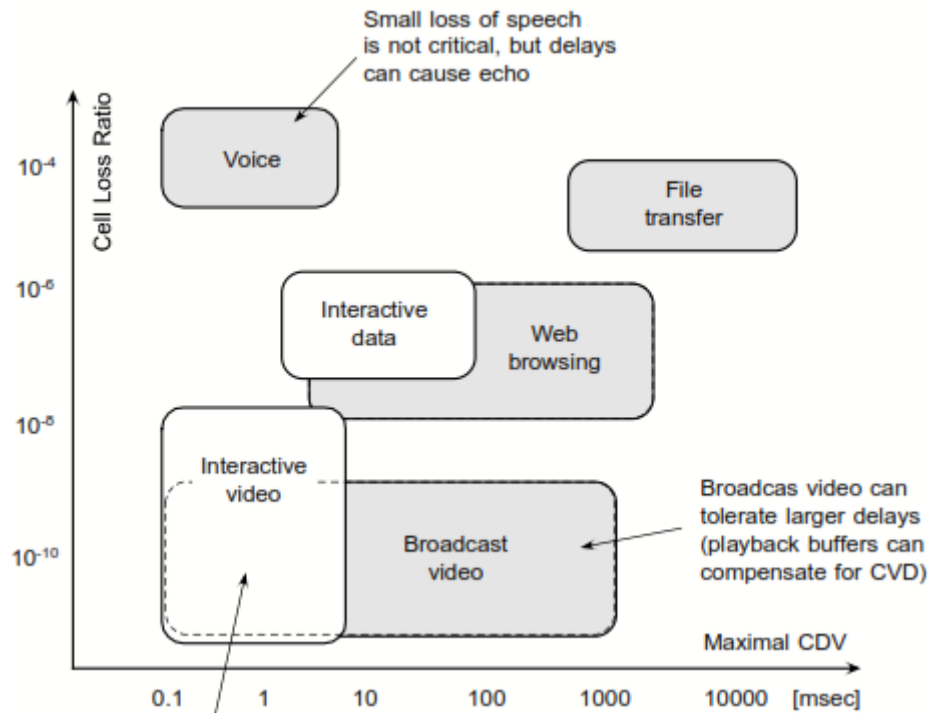 Small loss of speech
is not critical, but delays
can cause echo
Cell Loss Ratio
10-4
Voice
File
transfer
10-6
Interactive
data
Web
browsing
10-8
Interactive
video
Broadcas video can
tolerate larger delays
(playback buffers can
compensate for CVD)
10-10
Broadcast
video
Maximal CDV
0.1 1 10 100 1000 10000 [msec]